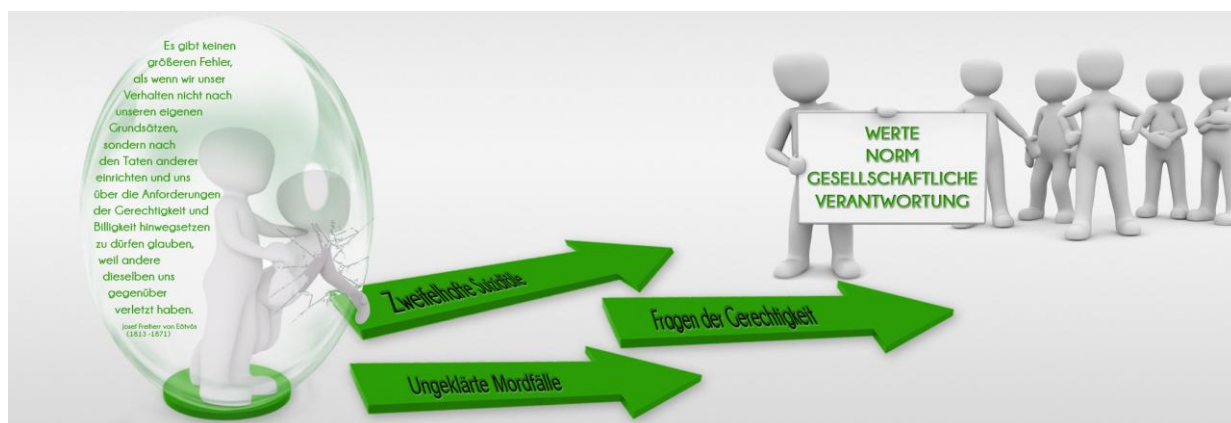 Es gibt keinen
größeren Fehler,
als wenn wir unser
Verhalten nicht nach
unseren eigenen
Grundsätzen,
sondern nach
den Taten anderer
einrichten und uns
über die Anforderungen
der Gerechtigkeit und
Billigkeit hinwegsetzen
zu dürfen glauben,
weil andere
dieselben uns
gegenüber
verletzt haben.
Josef Freiherr von Eötvös
(1813 -1871)
WERTE
NORM
GESELLSCHAFTLICHE
VERANTWORTUNG
Zweifelhafte Suizidfälle
Fragen der Gerechtigkeit
Ungeklärte Mordfälle